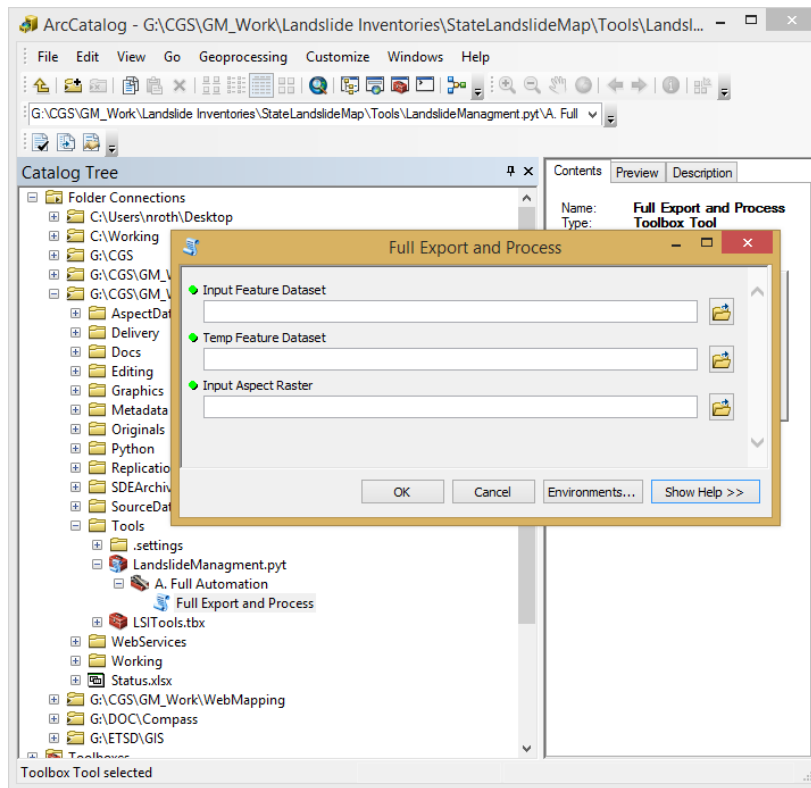 ArcCatalog - G:\CGS\GM_Work\Landslide Inventories\StateLandslideMap\Tools\Landsl...
File Edit View Go Geoprocessing Customize Windows Help
G:\CGS\GM_Work\Landslide Inventories\StateLandslideMap\Tools\LandslideManagment.pyt\A. Full
Catalog Tree
Contents Preview Description
Folder Connections
C:\Users\nroth\Desktop
Name: Full Export and Process
C:\Working
Type: Toolbox Tool
G:\CGS
Full Export and Process
G:\CGS\GM_
G:\CGS\GM_
Input Feature Dataset
AspectDat
Delivery
Temp Feature Dataset
Docs
Editing
Input Aspect Raster
Graphics
Metadata
Originals
Python
Replicatio
SDEArchiv
OK Cancel Environments... Show Help >>
SourceDat
Tools
.settings
LandslideManagment.pyt
A. Full Automation
Full Export and Process
LSITools.tbx
WebServices
Working
Status.xlsx
G:\CGS\GM_Work\WebMapping
G:\DOC\Compass
G:\ETSD\GIS
Toolboxes
Toolbox Tool selected